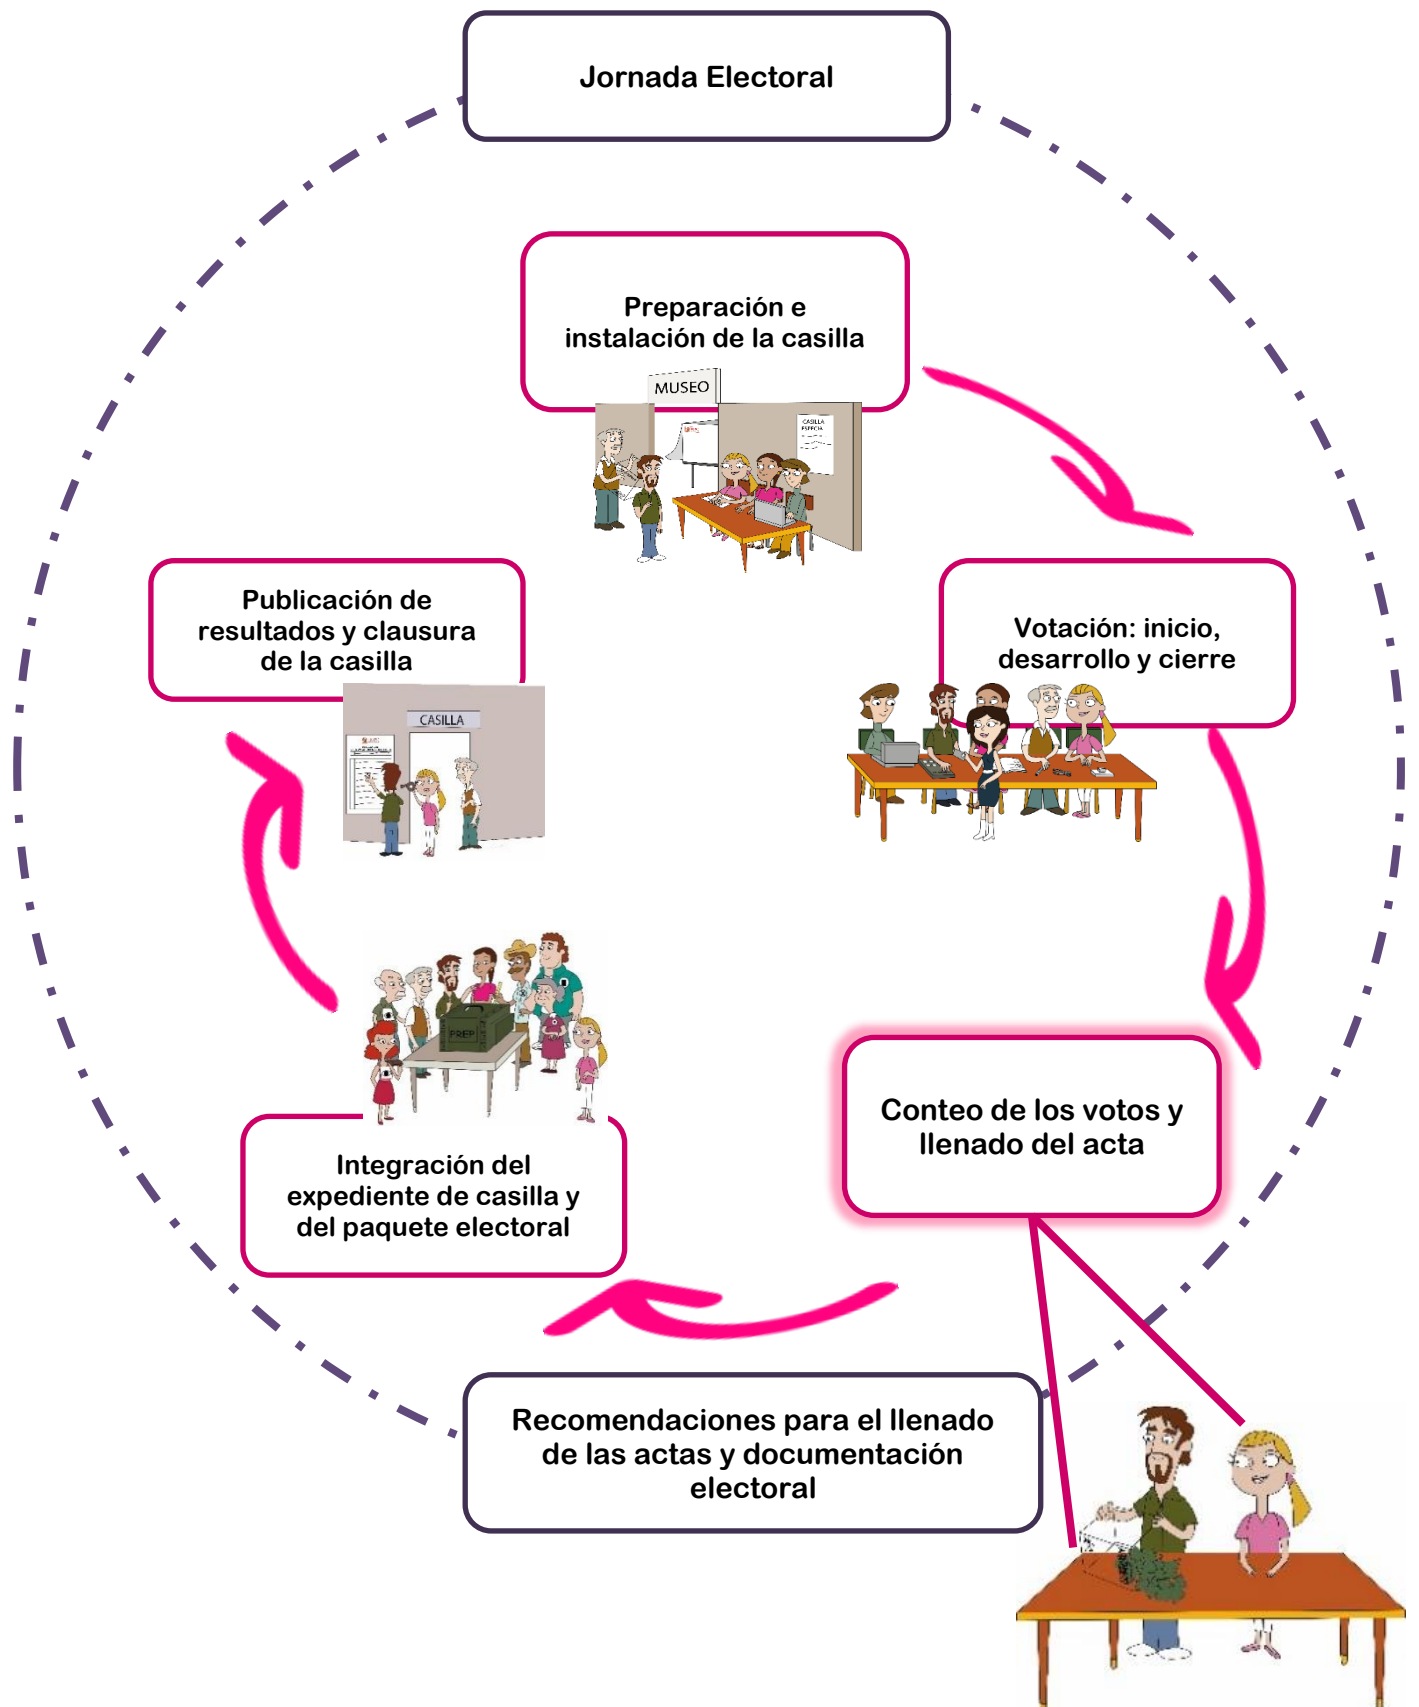 Jornada Electoral
Preparación e
instalación de la casilla
MUSEO
CASILLA
ESPECIA
Votación: inicio,
desarrollo y cierre
Publicación de
resultados y clausura
de la casilla
CASILLA
PREP
Conteo de los votos y
llenado del acta
Integración del
expediente de casilla y
del paquete electoral
Recomendaciones para el llenado
de las actas y documentación
electoral